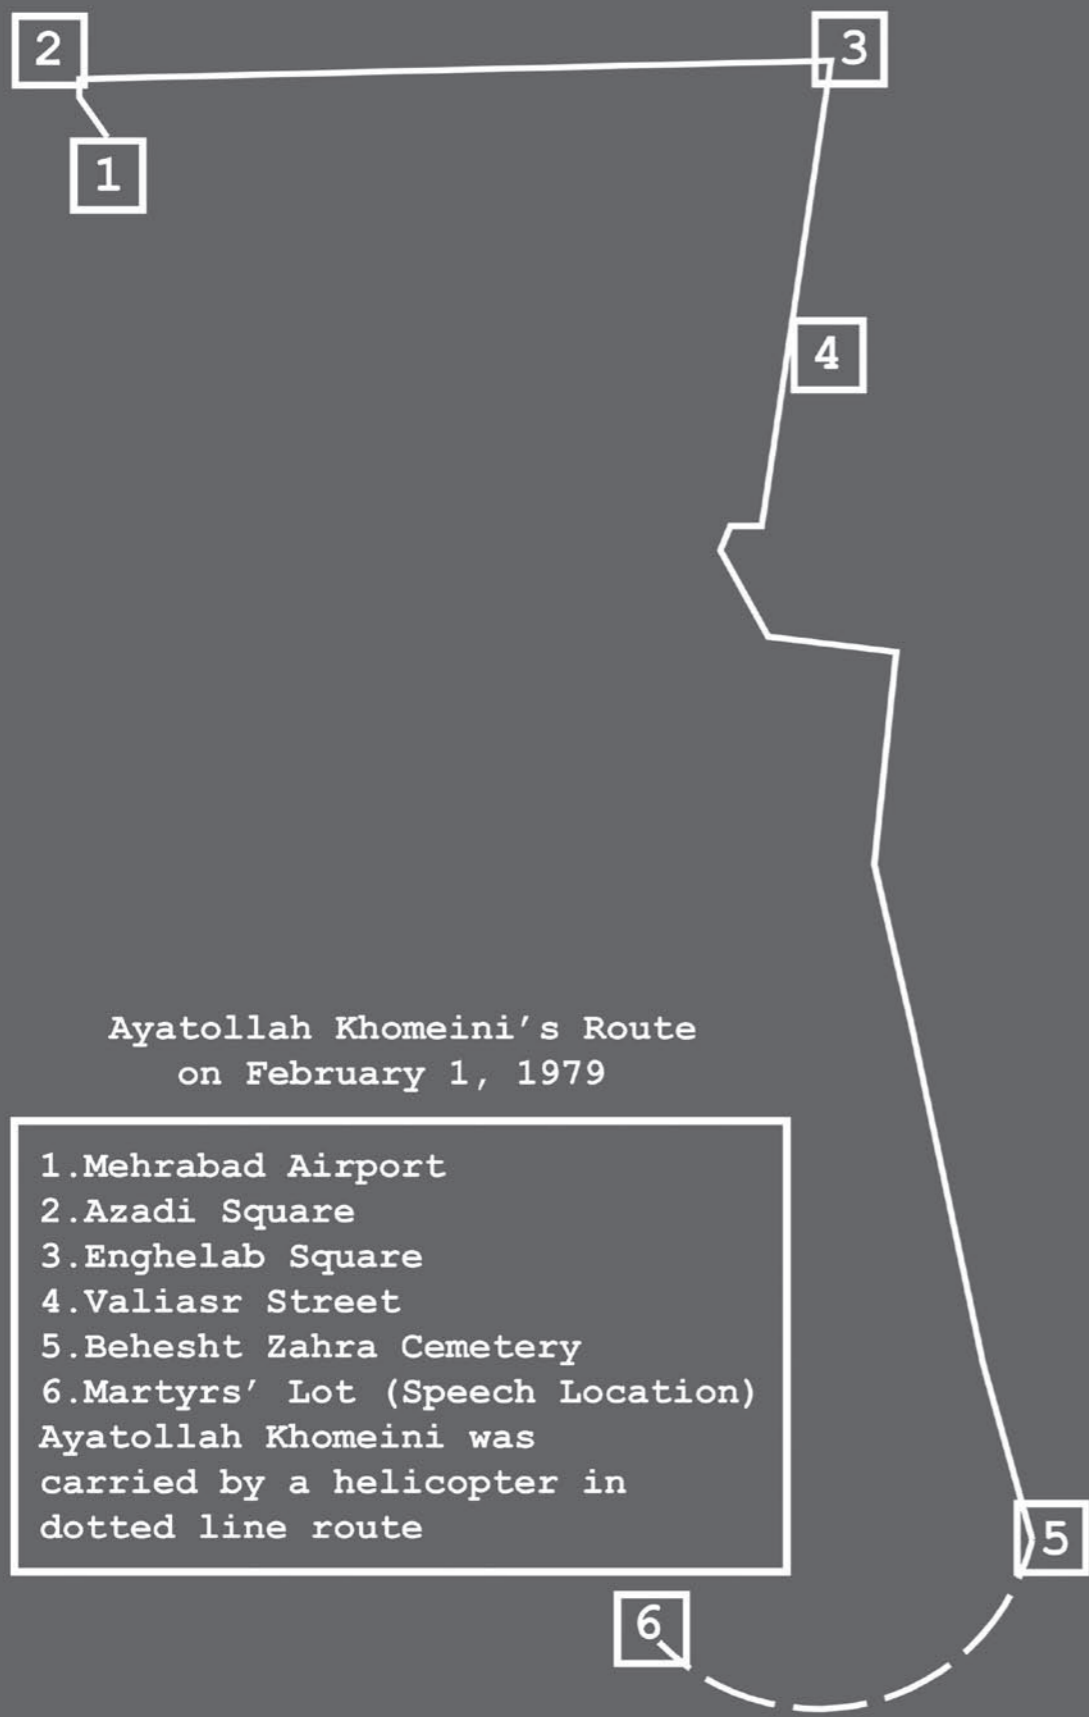 2
3
1
4
Ayatollah Khomeini’s Route
on February 1, 1979
1.Mehrabad Airport
2.Azadi Square
3.Enghelab Square
4.Valiasr Street
5.Behesht Zahra Cemetery
6.Martyrs’ Lot (Speech Location)
Ayatollah Khomeini was
carried by a helicopter in
dotted line route
5
6